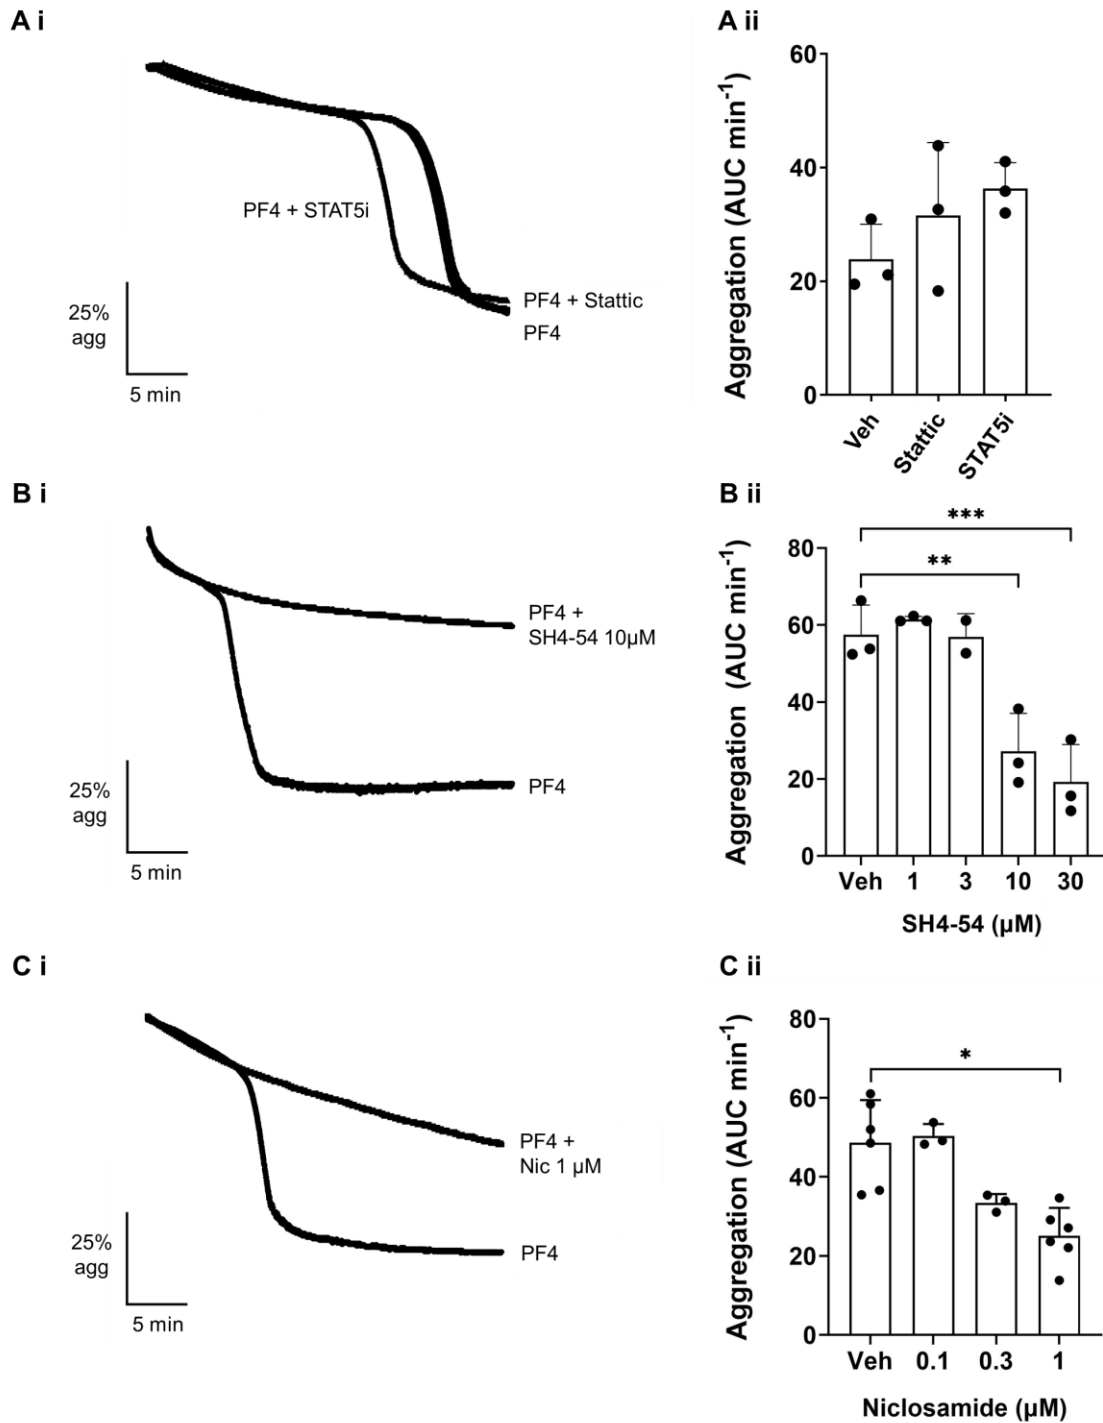 A i
PF4 + STAT5i
PF4 + Stattic
PF4
25%
agg
5 min
A ii
Aggregation (AUC min-1)
60
40
20
0
Veh
Stattic
STAT5i
B i
PF4 +
SH4-54 10µM
PF4
25%
agg
5 min
B ii
Aggregation (AUC min-1)
***
**
80
60
40
20
0
Veh 1 3 10 30
SH4-54 (µM)
C i
PF4 +
Nic 1 µM
PF4
25%
agg
5 min
C ii
Aggregation (AUC min-1)
*
80
60
40
20
0
Veh 0.1 0.3 1
Niclosamide (µM)